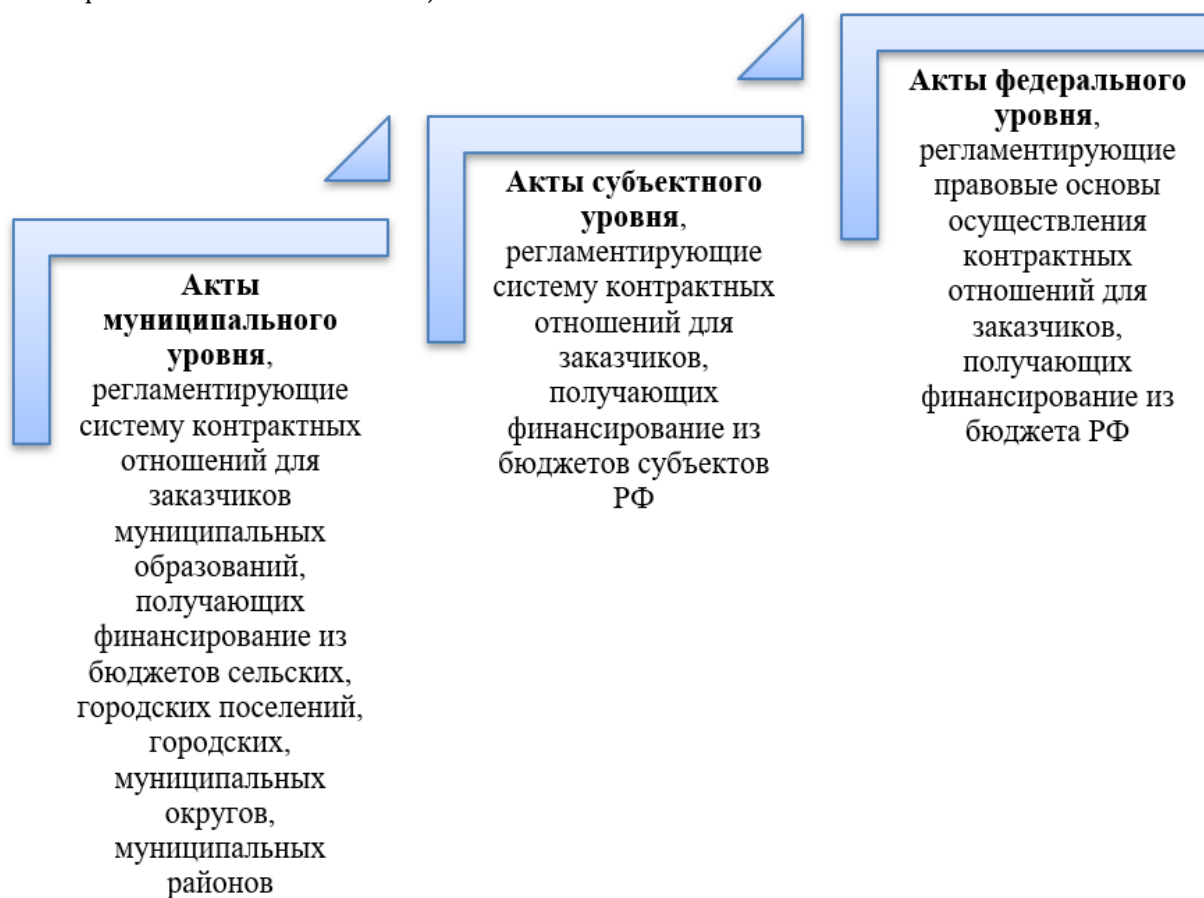 Акты
муниципального
уровня,
регламентирующие
систему контрактных
отношений для
заказчиков
муниципальных
образований,
получающих
финансирование из
бюджетов сельских,
городских поселений,
городских,
муниципальных
округов,
муниципальных
районов
Акты субъектного
уровня,
регламентирующие
систему контрактных
отношений для
заказчиков,
получающих
финансирование из
бюджетов субъектов
РФ
Акты федерального
уровня,
регламентирующие
правовые основы
осуществления
контрактных
отношений для
заказчиков,
получающих
финансирование из
бюджета РФ